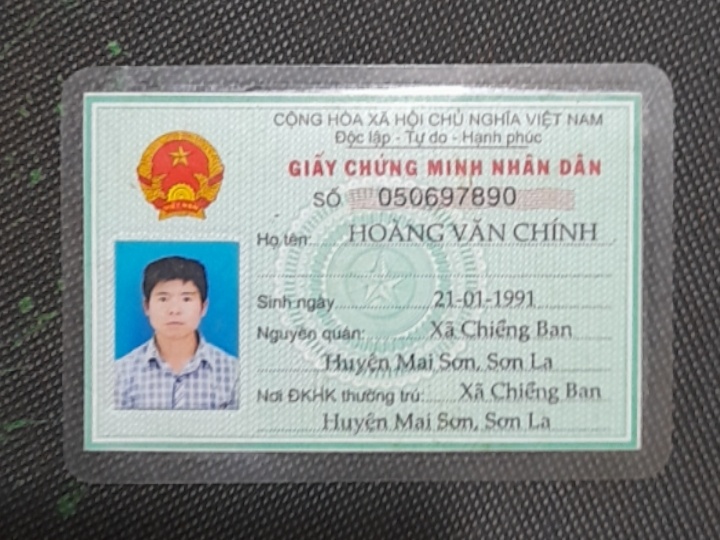 CỘNG HÒA XÃ HỘI CHỦ NGHĨA VIỆT NAM
Độc lập - Tự do - Hạnh phúc
GIẤY CHỨNG MINH NHÂN DÂN
SỐ 050697890
Họ tên: HOÀNG VĂN CHÍNH
Sinh ngày 21-01-1991
Nguyên quán: Xã Chiềng Ban
Huyện Mai Sơn, Sơn La
Nơi ĐKHK thường trú: Xã Chiềng Ban
Huyện Mai Sơn, Sơn La
VIỆT NAM